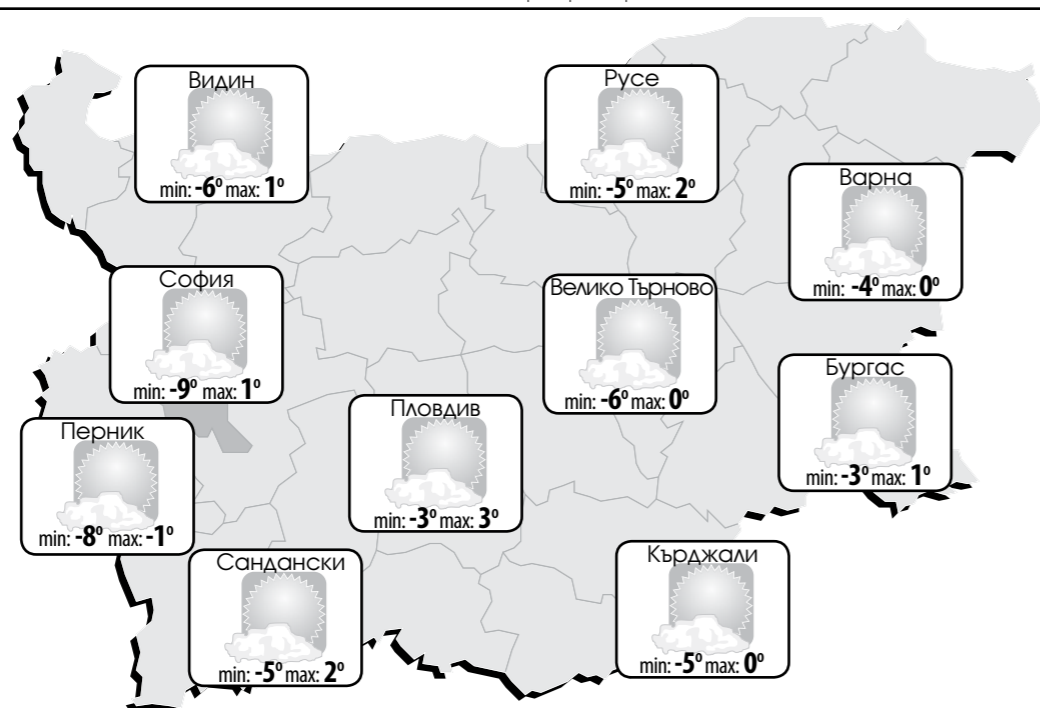 Видин
min: -6° max: 1°
Русе
min: -5° max: 2°
Варна
min: -4° max: 0°
София
min: -9° max: 1°
Велико Търново
min: -6° max: 0°
Бургас
min: -3° max: 1°
Пловдив
min: -3° max: 3°
Перник
min: -8° max: -1°
Сандански
min: -5° max: 2°
Кърджали
min: -5° max: 0°